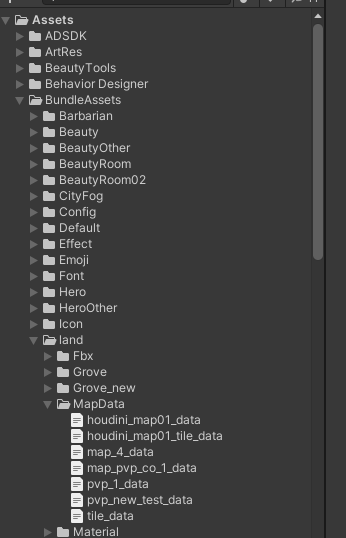 Assets
ADSDK
ArtRes
BeautyTools
Behavior Designer
BundleAssets
Barbarian
Beauty
BeautyOther
BeautyRoom
BeautyRoom02
CityFog
Config
Default
Effect
Emoji
Font
Hero
HeroOther
Icon
land
Fbx
Grove
Grove_new
MapData
houdini_map01_data
houdini_map01_tile_data
map_4_data
map_pvp_co_1_data
pvp_1_data
pvp_new_test_data
tile_data
Material